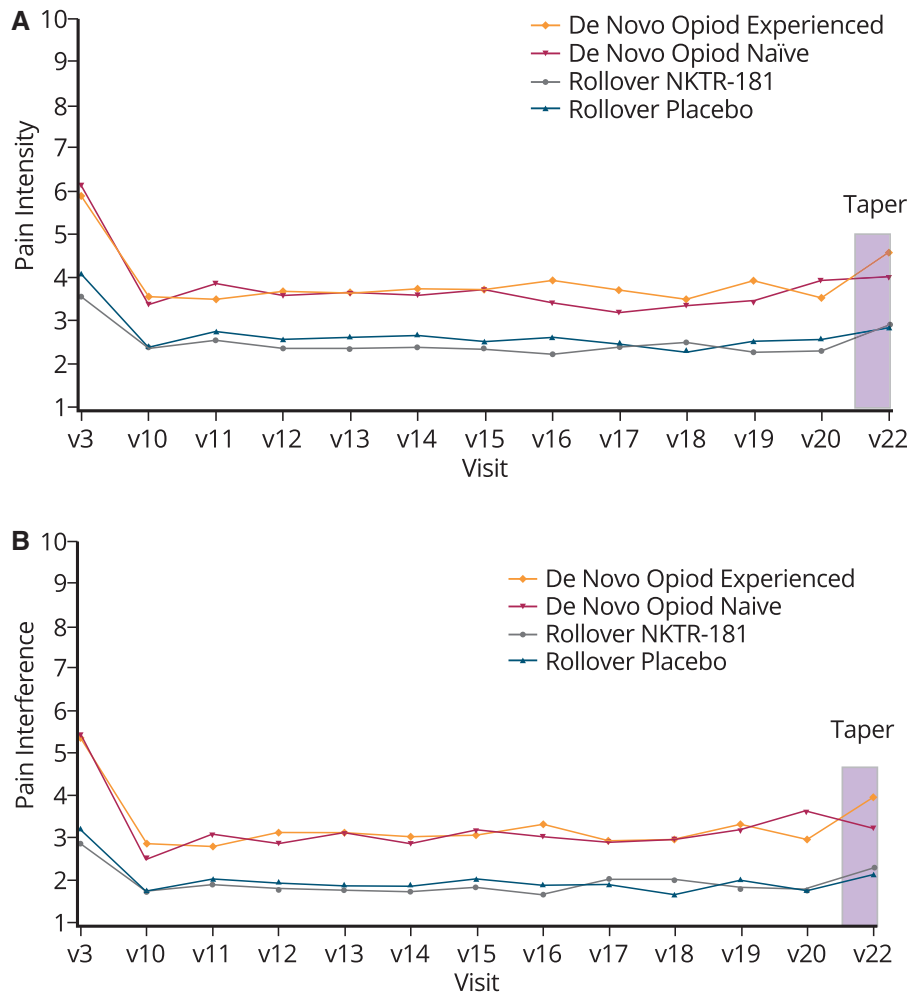 A
10
9
8
7
6
5
4
3
2
1
Pain Intensity
De Novo Opiod Experienced
De Novo Opiod Naïve
Rollover NKTR-181
Rollover Placebo
Taper
v3 v10 v11 v12 v13 v14 v15 v16 v17 v18 v19 v20 v22
Visit
B
10
9
8
7
6
5
4
3
2
1
Pain Interference
De Novo Opiod Experienced
De Novo Opiod Naive
Rollover NKTR-181
Rollover Placebo
Taper
v3 v10 v11 v12 v13 v14 v15 v16 v17 v18 v19 v20 v22
Visit